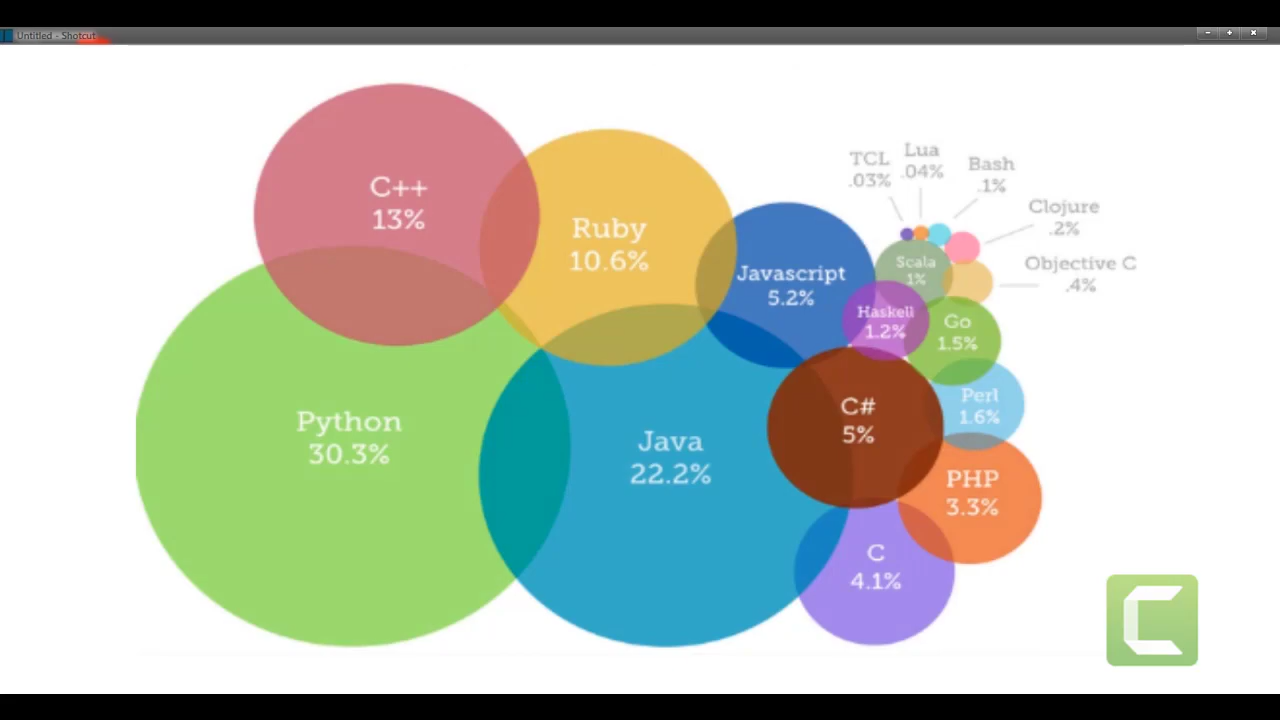 Untitled - Shotcut
C++
13%
Ruby
10.6%
Javascript
5.2%
TCL
.03%
Lua
.04%
Bash
.1%
Clojure
.2%
Objective C
.4%
Scala
1%
Haskell
1.2%
Go
1.5%
Perl
1.6%
C#
5%
PHP
3.3%
Python
30.3%
Java
22.2%
C
4.1%